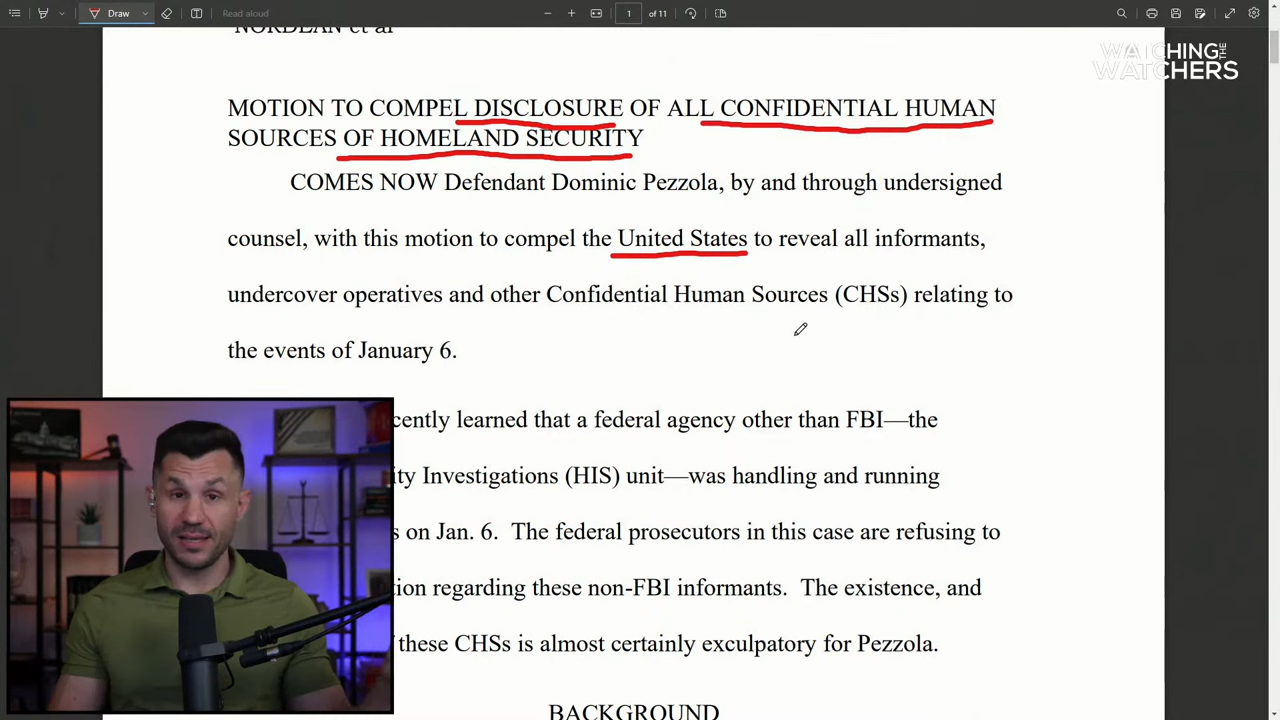 Draw
Read aloud
1
of 11
WATCHING THE
WATCHERS
NORDEAN et al
MOTION TO COMPEL DISCLOSURE OF ALL CONFIDENTIAL HUMAN
SOURCES OF HOMELAND SECURITY
COMES NOW Defendant Dominic Pezzola, by and through undersigned
counsel, with this motion to compel the United States to reveal all informants,
undercover operatives and other Confidential Human Sources (CHSs) relating to
the events of January 6.
cently learned that a federal agency other than FBI—the
ity Investigations (HIS) unit—was handling and running
s on Jan. 6.  The federal prosecutors in this case are refusing to
tion regarding these non-FBI informants.  The existence, and
these CHSs is almost certainly exculpatory for Pezzola.
BACKGROUND